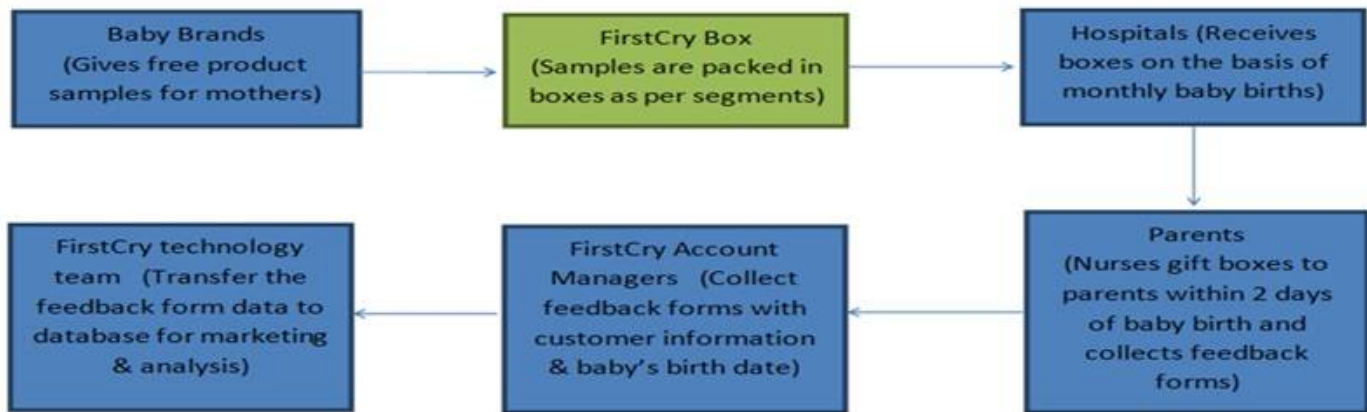 Baby Brands
(Gives free product
samples for mothers)
FirstCry Box
(Samples are packed in
boxes as per segments)
Hospitals (Receives
boxes on the basis of
monthly baby births)
Parents
(Nurses gift boxes to
parents within 2 days
of baby birth and
collects feedback
forms)
FirstCry Account
Managers (Collect
feedback forms with
customer information
& baby's birth date)
FirstCry technology
team (Transfer the
feedback form data to
database for marketing
& analysis)